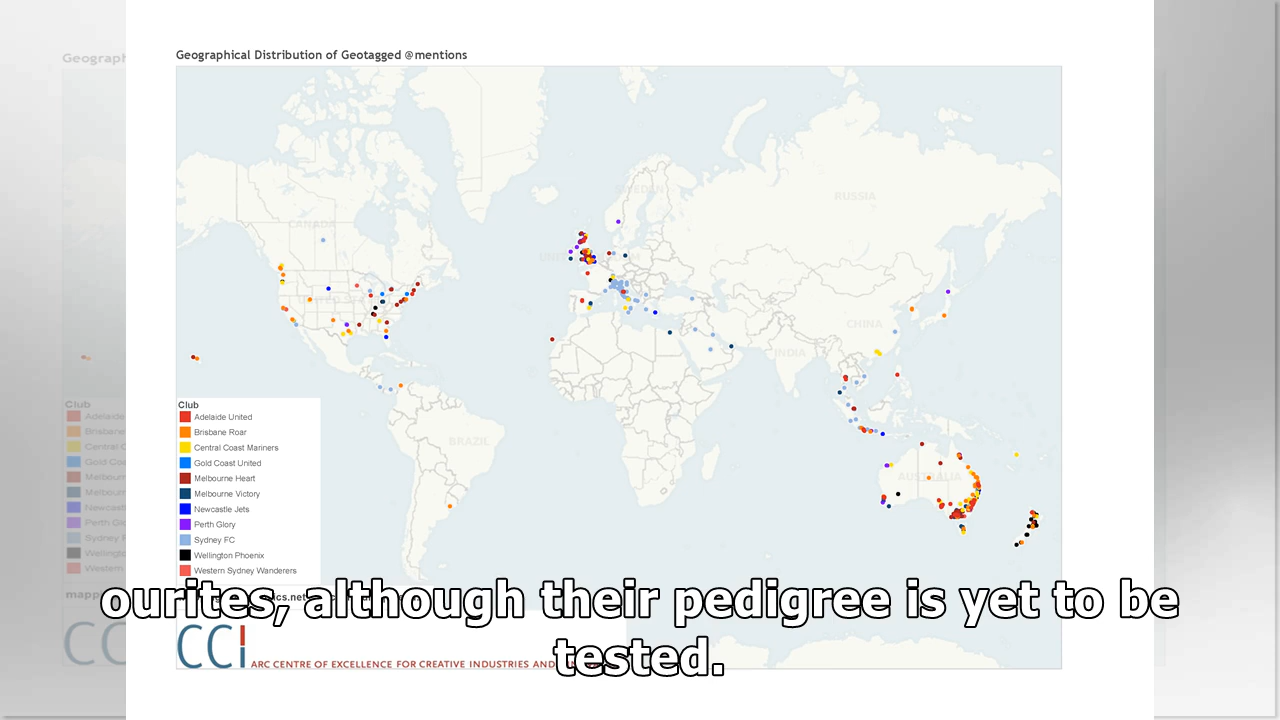 Geographical Distribution of Geotagged @mentions
SWEDEN
RUSSIA
CANADA
CHINA
INDIA
BRAZIL
AUSTRALIA
Club
Adelaide United
Brisbane Roar
Central Coast Mariners
Gold Coast United
Melbourne Heart
Melbourne Victory
Newcastle Jets
Perth Glory
Sydney FC
Wellington Phoenix
Western Sydney Wanderers
ourites, although their pedigree is yet to be
tested.
CCI ARC CENTRE OF EXCELLENCE FOR CREATIVE INDUSTRIES AND